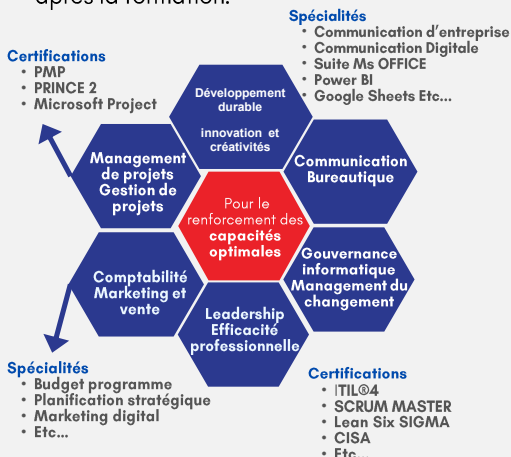 après la formation.
Spécialités
• Communication d'entreprise
• Communication Digitale
• Suite Ms OFFICE
• Power BI
• Google Sheets Etc...
Certifications
• PMP
• PRINCE 2
• Microsoft Project
Développement
durable
innovation et
créativités
Management
de projets
Gestion de
projets
Communication
Bureautique
Pour le
renforcement des
capacités
optimales
Comptabilité
Marketing et
vente
Gouvernance
informatique
Management du
changement
Leadership
Efficacité
professionnelle
Spécialités
• Budget programme
• Planification stratégique
• Marketing digital
• Etc...
Certifications
• ITIL®4
• SCRUM MASTER
• Lean Six SIGMA
• CISA
• Etc...